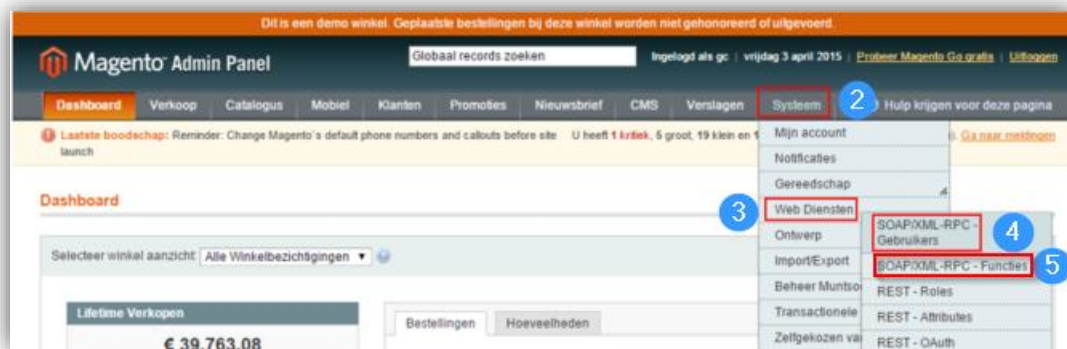 Dit is een demo winkel. Geplaatste bestellingen bij deze winkel worden niet gehonoreerd of uitgevoerd.
Magento Admin Panel
Globaal records zoeken
Ingelogd als gc | vrijdag 3 april 2015 | Probeer Magento Go gratis | Uitloggen
Dashboard Verkoop Catalogus Mobiel Klanten Promoties Nieuwsbrief CMS Verslagen Systeem 2 Hulp krijgen voor deze pagina
Laatste boodschap: Reminder: Change Magento's default phone numbers and callouts before site U heeft 1 kritiek, 5 groot, 19 klein en Ga naar meldingen
launch
Mijn account
Notificaties
Gereedschap
Dashboard
3 Web Diensten
SOAP/XML-RPC -
Gebruikers
4
Ontwerp
Selecteer winkel aanzicht: Alle Winkelbezichtigingen
Import/Export
SOAP/XML-RPC - Functies 5
Beheer
REST - Roles
Lifetime Verkopen
Bestellingen Hoeveelheden
Transactionele
REST - Attributes
€ 39.763,08
Zelfgekozen
REST - OAuth